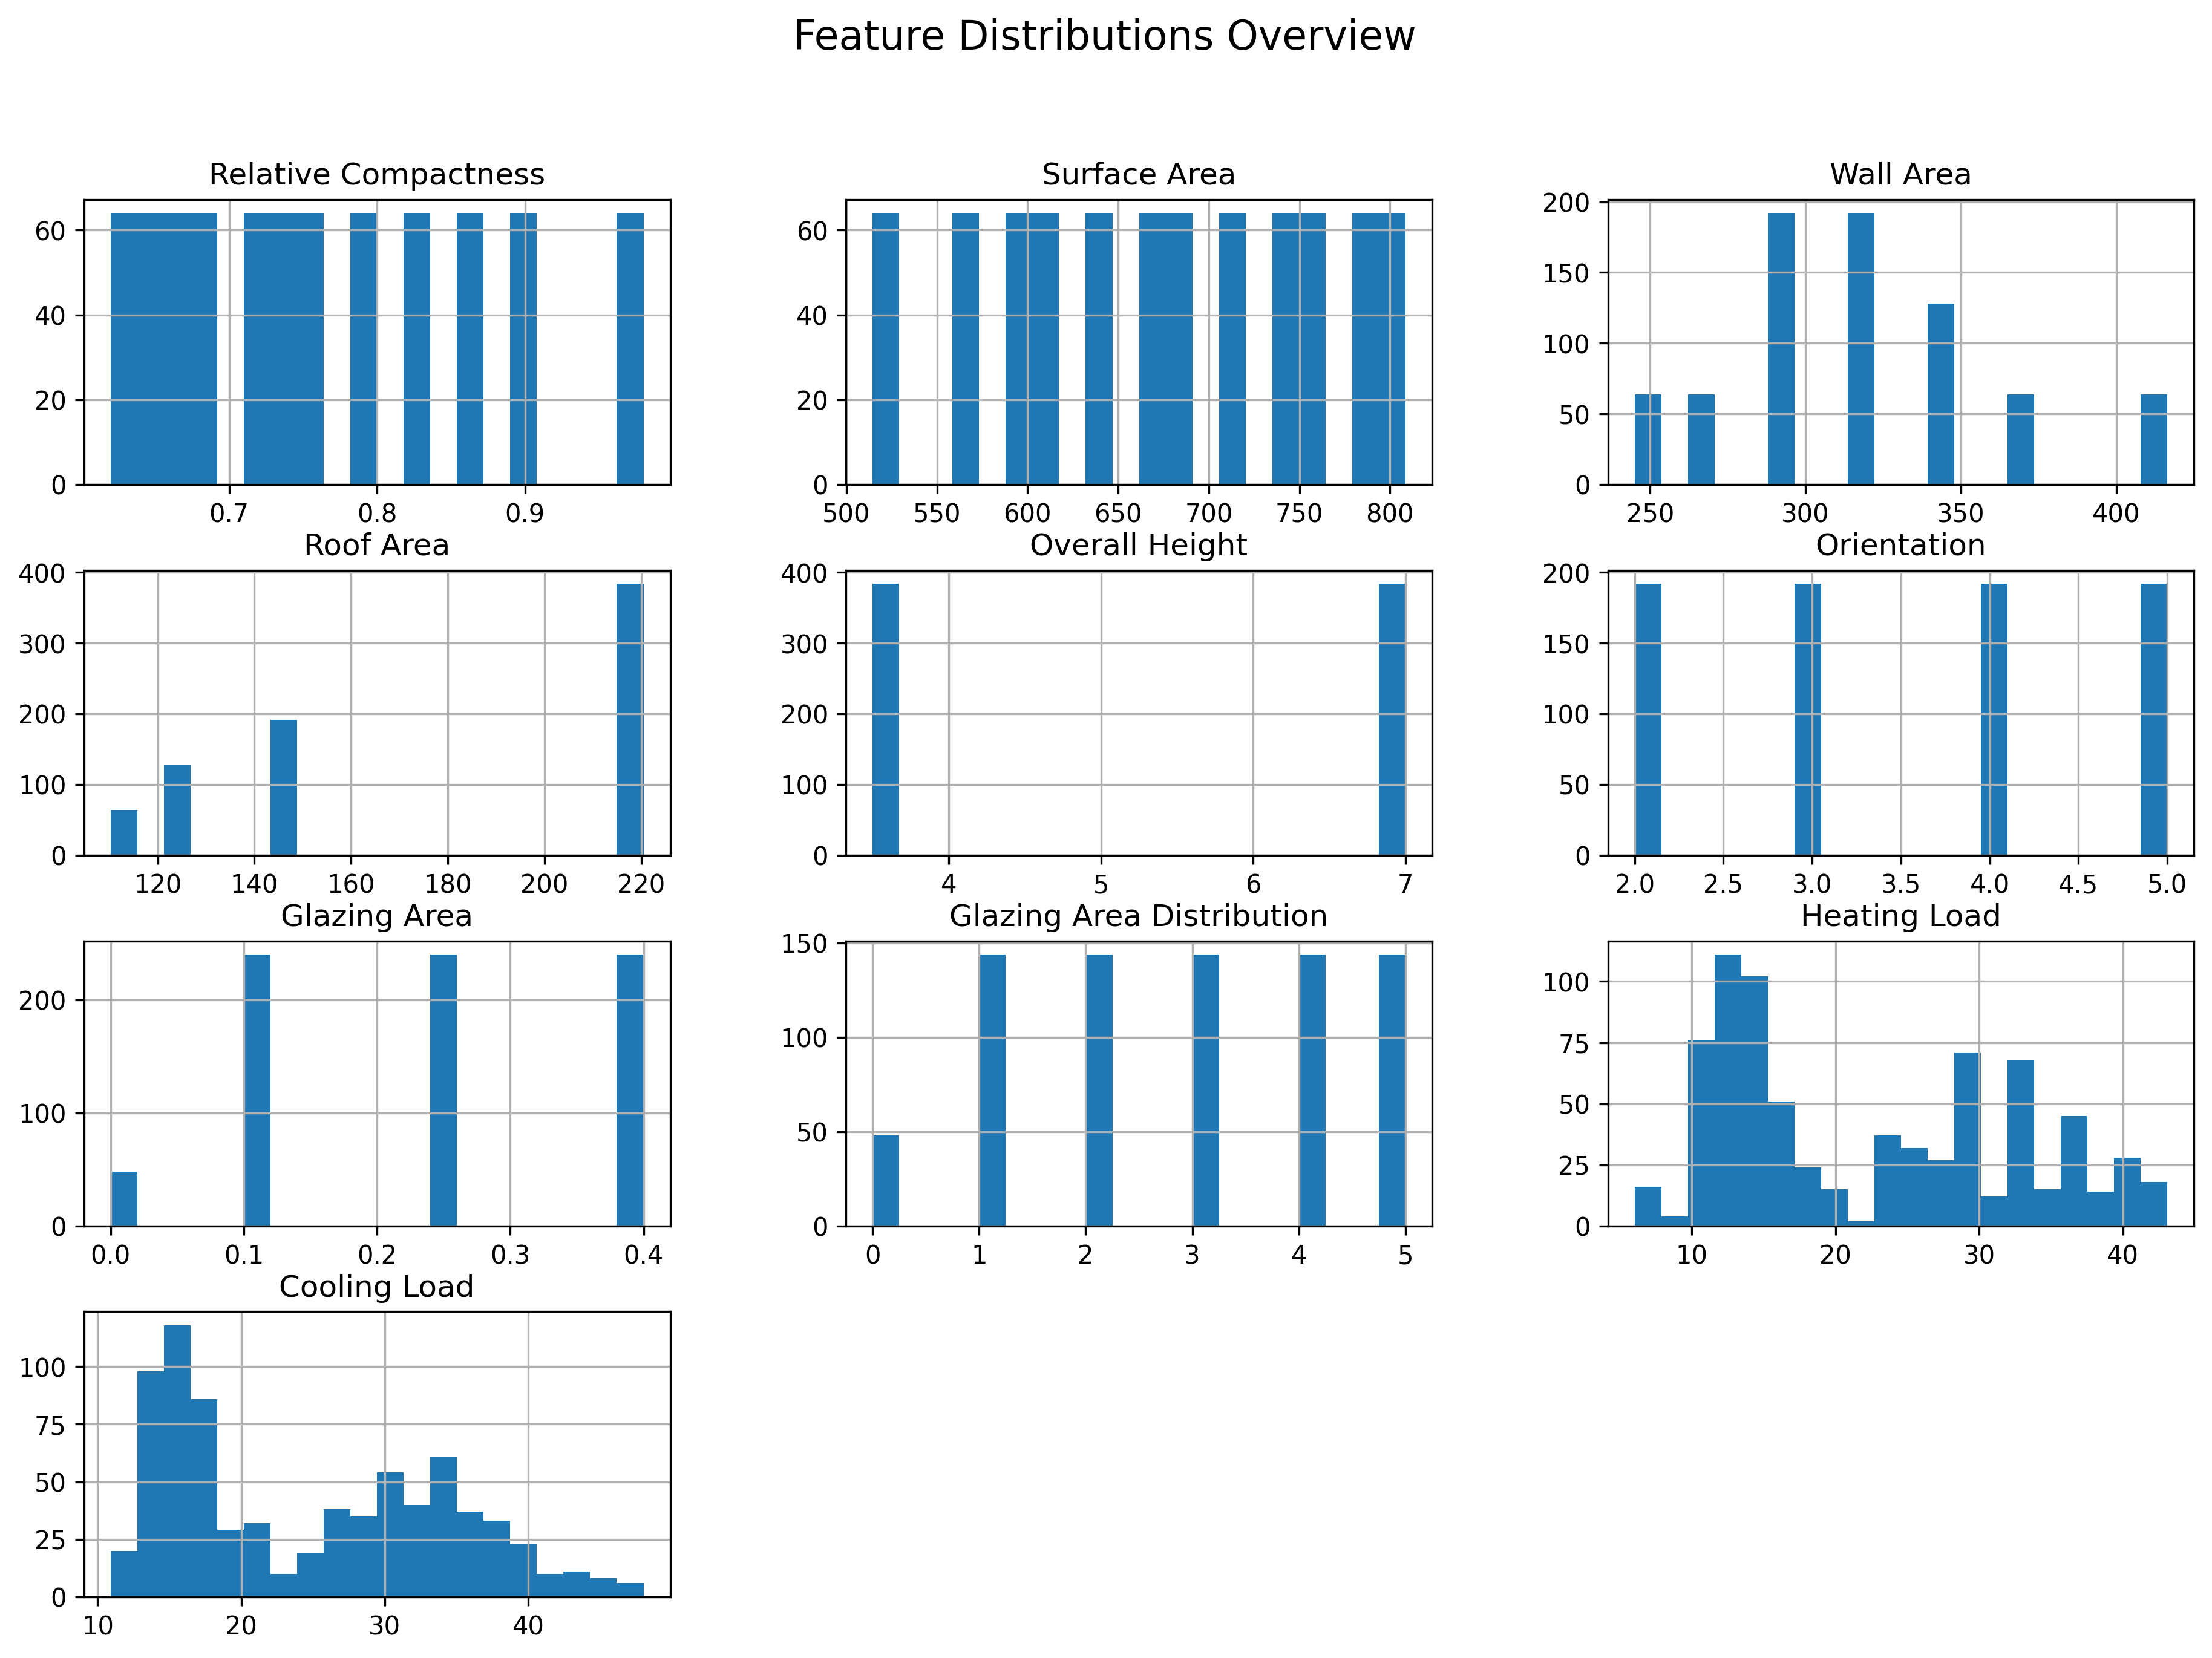 Feature Distributions Overview
Relative Compactness
60
40
20
0
0.7 0.8 0.9
Surface Area
60
40
20
0
500 550 600 650 700 750 800
Wall Area
200
150
100
50
0
250 300 350 400
Roof Area
400
300
200
100
0
120 140 160 180 200 220
Overall Height
400
300
200
100
0
4 5 6 7
Orientation
200
150
100
50
0
2.0 2.5 3.0 3.5 4.0 4.5 5.0
Glazing Area
200
100
0
0.0 0.1 0.2 0.3 0.4
Glazing Area Distribution
150
100
50
0
0 1 2 3 4 5
Heating Load
100
75
50
25
0
10 20 30 40
Cooling Load
100
75
50
25
0
10 20 30 40